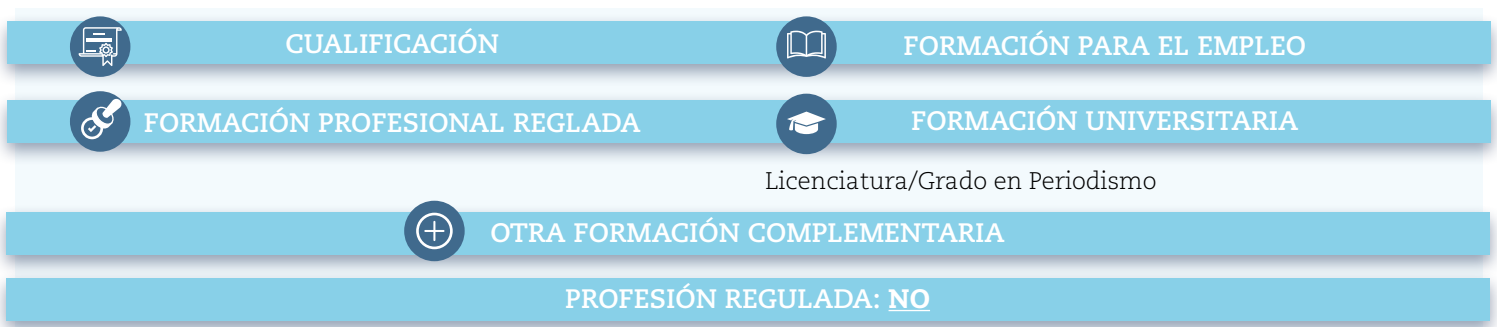 CUALIFICACIÓN
FORMACIÓN PARA EL EMPLEO
FORMACIÓN PROFESIONAL REGLADA
FORMACIÓN UNIVERSITARIA
Licenciatura/Grado en Periodismo
OTRA FORMACIÓN COMPLEMENTARIA
PROFESIÓN REGULADA: NO